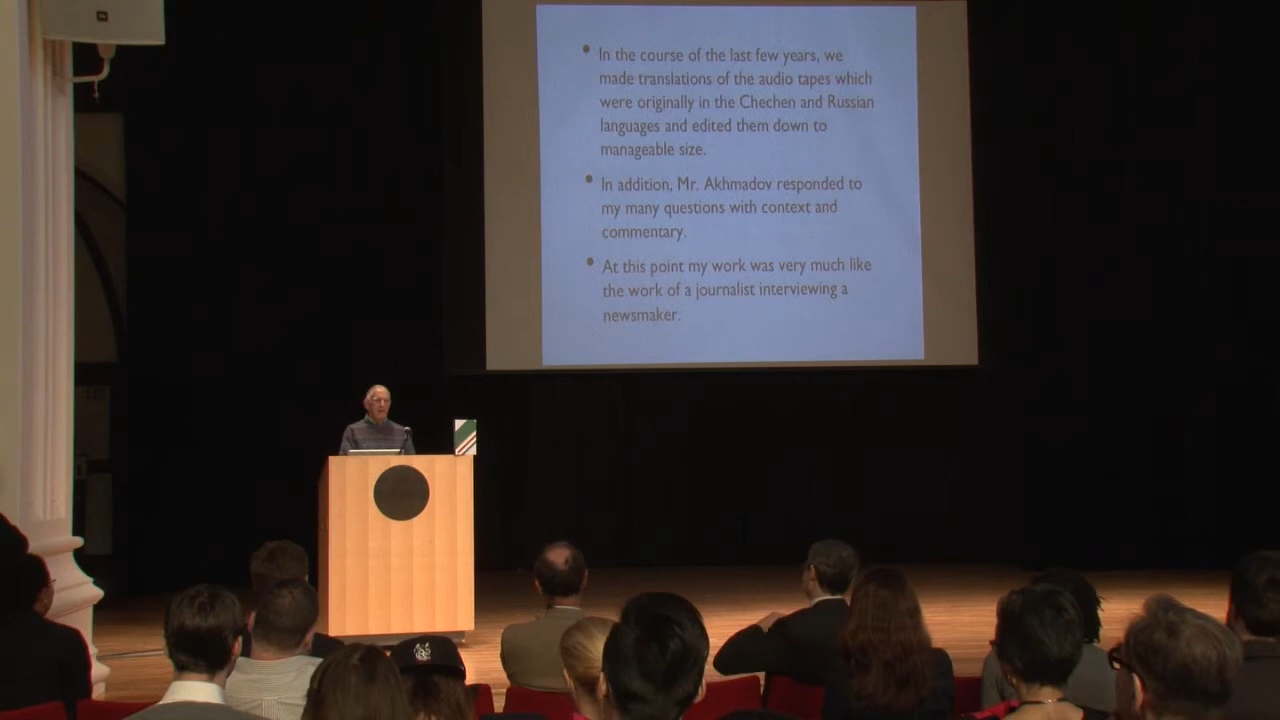 In the course of the last few years, we
made translations of the audio tapes which
were originally in the Chechen and Russian
languages and edited them down to
manageable size.
In addition, Mr. Akhmadov responded to
my many questions with context and
commentary.
At this point my work was very much like
the work of a journalist interviewing a
newsmaker.